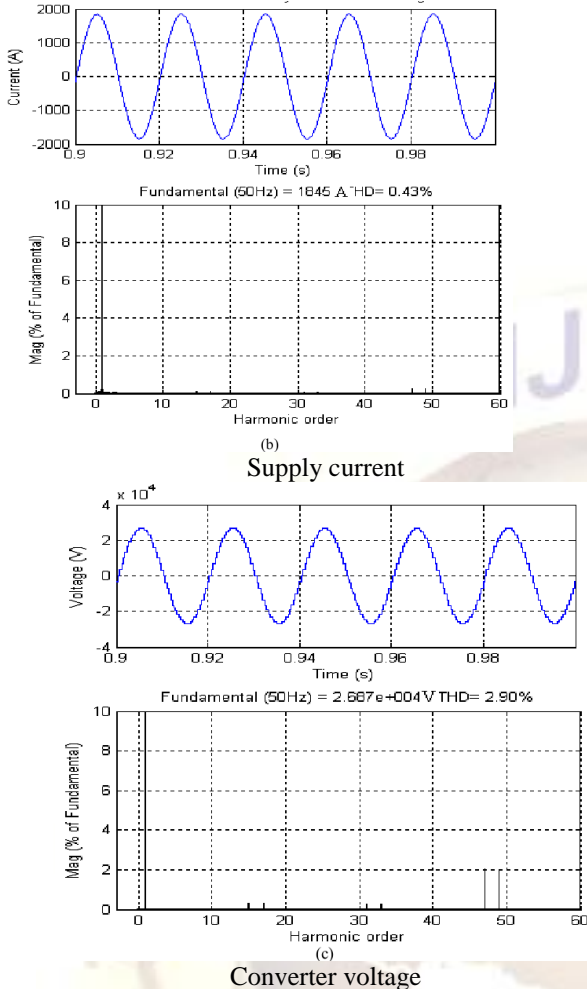 2000
1000
0
-1000
-2000
Current (A)
0.9 0.92 0.94 0.96 0.98
Time (s)
Fundamental (50Hz) = 1845 A THD= 0.43%
10
8
6
4
2
0
Mag (% of Fundamental)
0 10 20 30 40 50 60
Harmonic order
(b)
Supply current
x 10⁴
4
2
0
-2
-4
Voltage (V)
0.9 0.92 0.94 0.96 0.98
Time (s)
Fundamental (50Hz) = 2.687e+004V THD= 2.90%
10
8
6
4
2
0
Mag (% of Fundamental)
0 10 20 30 40 50 60
Harmonic order
(c)
Converter voltage